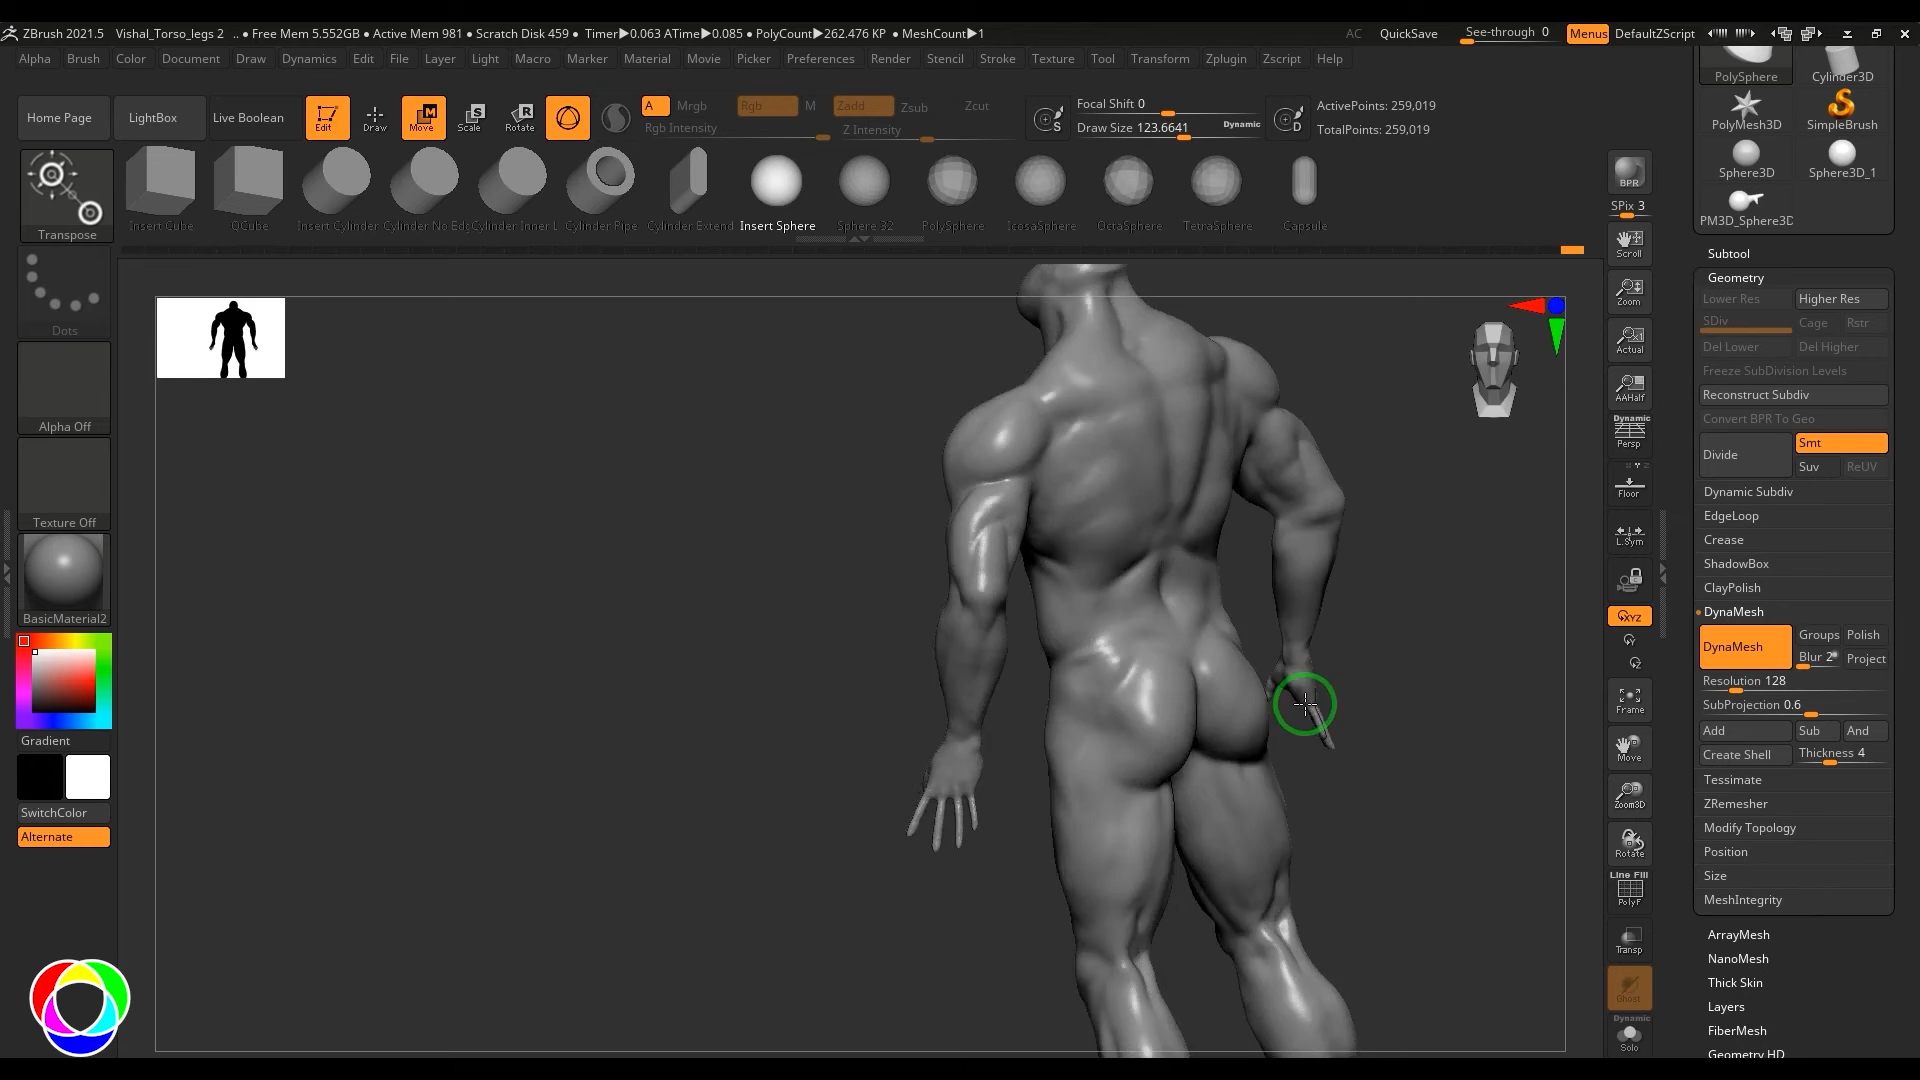 ZBrush 2021.5 Vishal_Torso_legs 2 .. ● Free Mem 5.552GB ● Active Mem 981 ● Scratch Disk 459 ● Timer▶0.063 ATime▶0.085 ● PolyCount▶262.476 KP ● MeshCount▶1 AC QuickSave See-through 0 Menus DefaultZScript
Alpha Brush Color Document Draw Dynamics Edit File Layer Light Macro Marker Material Movie Picker Preferences Render Stencil Stroke Texture Tool Transform Zplugin Zscript Help
Home Page LightBox Live Boolean Edit Draw Move Scale Rotate
A Mrgb Rgb M Zadd Zsub Zcut
Rgb Intensity Z Intensity
S Focal Shift 0 D ActivePoints: 259,019
Draw Size 123.6641 Dynamic TotalPoints: 259,019
Transpose
Insert Cube QCube Insert Cylinder Cylinder No Ed Cylinder Inner L Cylinder Pipe Cylinder Extend Insert Sphere Sphere 32 PolySphere IcosaSphere OctaSphere TetraSphere Capsule
Dots
Alpha Off
Texture Off
BasicMaterial2
Gradient
SwitchColor
Alternate
BPR
SPix 3
Scroll
Zoom
Actual
AAHalf
Dynamic
Persp
Floor
L.Sym
XYZ
Y
Z
Frame
Move
Zoom3D
Rotate
Line Fill
PolyF
Transp
Ghost
Dynamic
Solo
PolySphere Cylinder3D
PolyMesh3D SimpleBrush
Sphere3D Sphere3D_1
PM3D_Sphere3D
Subtool
Geometry
Lower Res Higher Res
SDiv Cage Rstr
Del Lower Del Higher
Freeze SubDivision Levels
Reconstruct Subdiv
Convert BPR To Geo
Divide Smt
Suv ReUV
Dynamic Subdiv
EdgeLoop
Crease
ShadowBox
ClayPolish
DynaMesh
DynaMesh Groups Polish
Blur 2 Project
Resolution 128
SubProjection 0.6
Add Sub And
Create Shell Thickness 4
Tessimate
ZRemesher
Modify Topology
Position
Size
MeshIntegrity
ArrayMesh
NanoMesh
Thick Skin
Layers
FiberMesh
Geometry HD